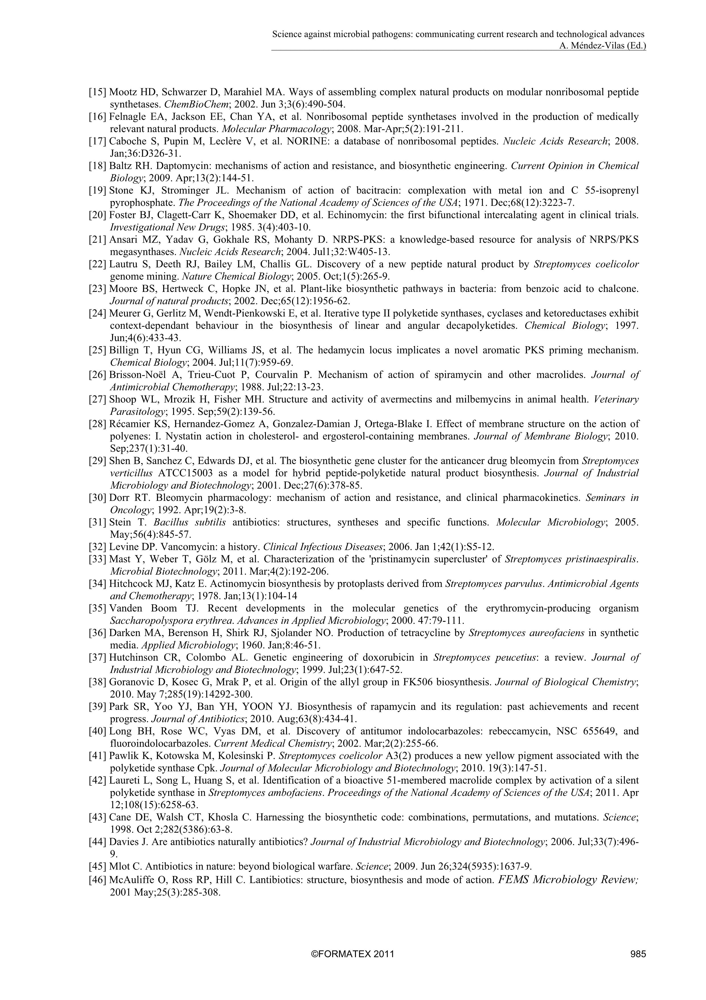 Science against microbial pathogens: communicating current research and technological advances
A. Méndez-Vilas (Ed.)
[15] Mootz HD, Schwarzer D, Marahiel MA. Ways of assembling complex natural products on modular nonribosomal peptide
synthetases. ChemBioChem; 2002. Jun 3;3(6):490-504.
[16] Felnagle EA, Jackson EE, Chan YA, et al. Nonribosomal peptide synthetases involved in the production of medically
relevant natural products. Molecular Pharmacology; 2008. Mar-Apr;5(2):191-211.
[17] Caboche S, Pupin M, Leclère V, et al. NORINE: a database of nonribosomal peptides. Nucleic Acids Research; 2008.
Jan;36:D326-31.
[18] Baltz RH. Daptomycin: mechanisms of action and resistance, and biosynthetic engineering. Current Opinion in Chemical
Biology; 2009. Apr;13(2):144-51.
[19] Stone KJ, Strominger JL. Mechanism of action of bacitracin: complexation with metal ion and C 55-isoprenyl
pyrophosphate. The Proceedings of the National Academy of Sciences of the USA; 1971. Dec;68(12):3223-7.
[20] Foster BJ, Clagett-Carr K, Shoemaker DD, et al. Echinomycin: the first bifunctional intercalating agent in clinical trials.
Investigational New Drugs; 1985. 3(4):403-10.
[21] Ansari MZ, Yadav G, Gokhale RS, Mohanty D. NRPS-PKS: a knowledge-based resource for analysis of NRPS/PKS
megasynthases. Nucleic Acids Research; 2004. Jul1;32:W405-13.
[22] Lautru S, Deeth RJ, Bailey LM, Challis GL. Discovery of a new peptide natural product by Streptomyces coelicolor
genome mining. Nature Chemical Biology; 2005. Oct;1(5):265-9.
[23] Moore BS, Hertweck C, Hopke JN, et al. Plant-like biosynthetic pathways in bacteria: from benzoic acid to chalcone.
Journal of natural products; 2002. Dec;65(12):1956-62.
[24] Meurer G, Gerlitz M, Wendt-Pienkowski E, et al. Iterative type II polyketide synthases, cyclases and ketoreductases exhibit
context-dependant behaviour in the biosynthesis of linear and angular decapolyketides. Chemical Biology; 1997.
Jun;4(6):433-43.
[25] Billign T, Hyun CG, Williams JS, et al. The hedamycin locus implicates a novel aromatic PKS priming mechanism.
Chemical Biology; 2004. Jul;11(7):959-69.
[26] Brisson-Noël A, Trieu-Cuot P, Courvalin P. Mechanism of action of spiramycin and other macrolides. Journal of
Antimicrobial Chemotherapy; 1988. Jul;22:13-23.
[27] Shoop WL, Mrozik H, Fisher MH. Structure and activity of avermectins and milbemycins in animal health. Veterinary
Parasitology; 1995. Sep;59(2):139-56.
[28] Récamier KS, Hernandez-Gomez A, Gonzalez-Damian J, Ortega-Blake I. Effect of membrane structure on the action of
polyenes: I. Nystatin action in cholesterol- and ergosterol-containing membranes. Journal of Membrane Biology; 2010.
Sep;237(1):31-40.
[29] Shen B, Sanchez C, Edwards DJ, et al. The biosynthetic gene cluster for the anticancer drug bleomycin from Streptomyces
verticillus ATCC15003 as a model for hybrid peptide-polyketide natural product biosynthesis. Journal of Industrial
Microbiology and Biotechnology; 2001. Dec;27(6):378-85.
[30] Dorr RT. Bleomycin pharmacology: mechanism of action and resistance, and clinical pharmacokinetics. Seminars in
Oncology; 1992. Apr;19(2):3-8.
[31] Stein T. Bacillus subtilis antibiotics: structures, syntheses and specific functions. Molecular Microbiology; 2005.
May;56(4):845-57.
[32] Levine DP. Vancomycin: a history. Clinical Infectious Diseases; 2006. Jan 1;42(1):S5-12.
[33] Mast Y, Weber T, Gölz M, et al. Characterization of the 'pristinamycin supercluster' of Streptomyces pristinaespiralis.
Microbial Biotechnology; 2011. Mar;4(2):192-206.
[34] Hitchcock MJ, Katz E. Actinomycin biosynthesis by protoplasts derived from Streptomyces parvulus. Antimicrobial Agents
and Chemotherapy; 1978. Jan;13(1):104-14
[35] Vanden Boom TJ. Recent developments in the molecular genetics of the erythromycin-producing organism
Saccharopolyspora erythrea. Advances in Applied Microbiology; 2000. 47:79-111.
[36] Darken MA, Berenson H, Shirk RJ, Sjolander NO. Production of tetracycline by Streptomyces aureofaciens in synthetic
media. Applied Microbiology; 1960. Jan;8:46-51.
[37] Hutchinson CR, Colombo AL. Genetic engineering of doxorubicin in Streptomyces peucetius: a review. Journal of
Industrial Microbiology and Biotechnology; 1999. Jul;23(1):647-52.
[38] Goranovic D, Kosec G, Mrak P, et al. Origin of the allyl group in FK506 biosynthesis. Journal of Biological Chemistry;
2010. May 7;285(19):14292-300.
[39] Park SR, Yoo YJ, Ban YH, YOON YJ. Biosynthesis of rapamycin and its regulation: past achievements and recent
progress. Journal of Antibiotics; 2010. Aug;63(8):434-41.
[40] Long BH, Rose WC, Vyas DM, et al. Discovery of antitumor indolocarbazoles: rebeccamycin, NSC 655649, and
fluoroindolocarbazoles. Current Medical Chemistry; 2002. Mar;2(2):255-66.
[41] Pawlik K, Kotowska M, Kolesinski P. Streptomyces coelicolor A3(2) produces a new yellow pigment associated with the
polyketide synthase Cpk. Journal of Molecular Microbiology and Biotechnology; 2010. 19(3):147-51.
[42] Laureti L, Song L, Huang S, et al. Identification of a bioactive 51-membered macrolide complex by activation of a silent
polyketide synthase in Streptomyces ambofaciens. Proceedings of the National Academy of Sciences of the USA; 2011. Apr
12;108(15):6258-63.
[43] Cane DE, Walsh CT, Khosla C. Harnessing the biosynthetic code: combinations, permutations, and mutations. Science;
1998. Oct 2;282(5386):63-8.
[44] Davies J. Are antibiotics naturally antibiotics? Journal of Industrial Microbiology and Biotechnology; 2006. Jul;33(7):496-
9.
[45] Mlot C. Antibiotics in nature: beyond biological warfare. Science; 2009. Jun 26;324(5935):1637-9.
[46] McAuliffe O, Ross RP, Hill C. Lantibiotics: structure, biosynthesis and mode of action. FEMS Microbiology Review;
2001 May;25(3):285-308.
©FORMATEX 2011
985